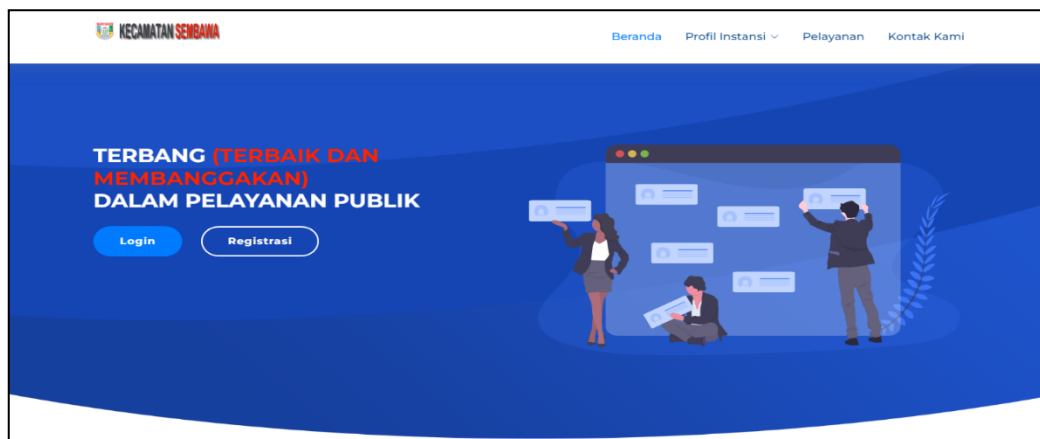 KECAMATAN SEMBAWA
Beranda Profil Instansi Pelayanan Kontak Kami
TERBANG (TERBAIK DAN
MEMBANGGAKAN)
DALAM PELAYANAN PUBLIK
Login Registrasi